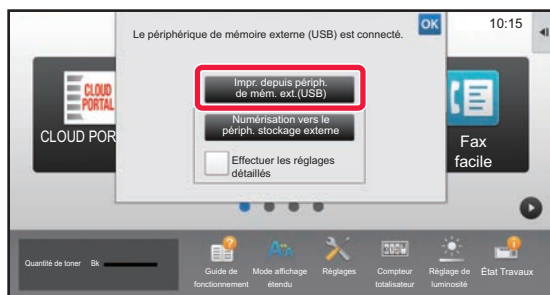 Le périphérique de mémoire externe (USB) est connecté.
OK
10:15
Impr. depuis périph.
de mém. ext.(USB)
Numérisation vers le
périph. stockage externe
Effectuer les réglages
détaillés
CLOUD
PORTAL
CLOUD POR
Fax
facile
Quantité de toner
Bk
Guide de
fonctionnement
Mode affichage
étendu
Réglages
Compteur
totalisateur
Réglage de
luminosité
État Travaux